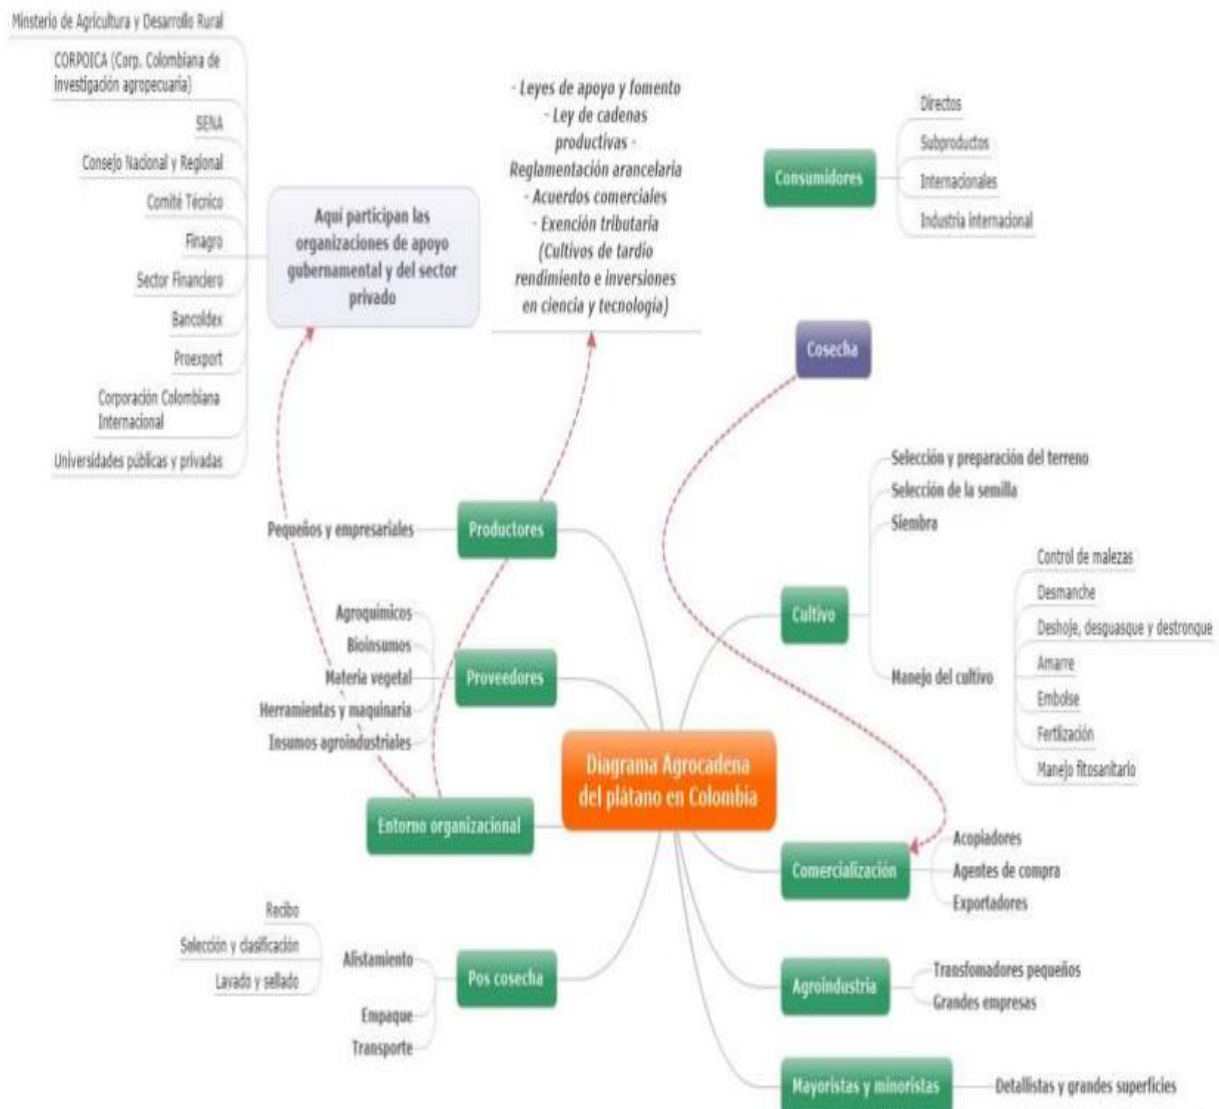 Minsterio de Agricultura y Desarrollo Rural
CORPOICA (Corp. Colombiana de
investigación agropecuaria)
SENA
Consejo Nacional y Regional
Comité Técnico
Finagro
Sector Financiero
Bancoldex
Proexport
Corporación Colombiana
Internacional
Universidades públicas y privadas
Aquí participan las
organizaciones de apoyo
gubernamental y del sector
privado
- Leyes de apoyo y fomento
- Ley de cadenas
productivas -
Reglamentación arancelaria
- Acuerdos comerciales
- Exención tributaria
(Cultivos de tardio
rendimiento e inversiones
en ciencia y tecnología)
Consumidores
Directos
Subproductos
Internacionales
Industria internacional
Cosecha
Pequeños y empresariales
Productores
Agroquímicos
Bioinsumos
Materia vegetal
Herramientas y maquinaria
Insumos agroindustriales
Proveedores
Entorno organizacional
Diagrama Agrocadena
del plátano en Colombia
Recibo
Selección y clasificación
Lavado y sellado
Alistamiento
Empaque
Transporte
Pos cosecha
Cultivo
Selección y preparación del terreno
Selección de la semilla
Siembra
Manejo del cultivo
Control de malezas
Desmanche
Deshoje, desguasque y destronque
Amarre
Embolse
Fertlización
Manejo fitosanitario
Comercialización
Acopiadores
Agentes de compra
Exportadores
Agroindustria
Transfomadores pequeños
Grandes empresas
Mayoristas y minoristas
Detallistas y grandes superficies